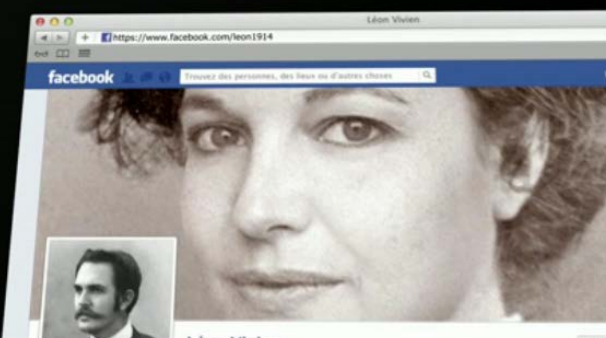 Léon Vivien
https://www.facebook.com/leon1914
facebook
Trouvez des personnes, des lieux ou d'autres choses